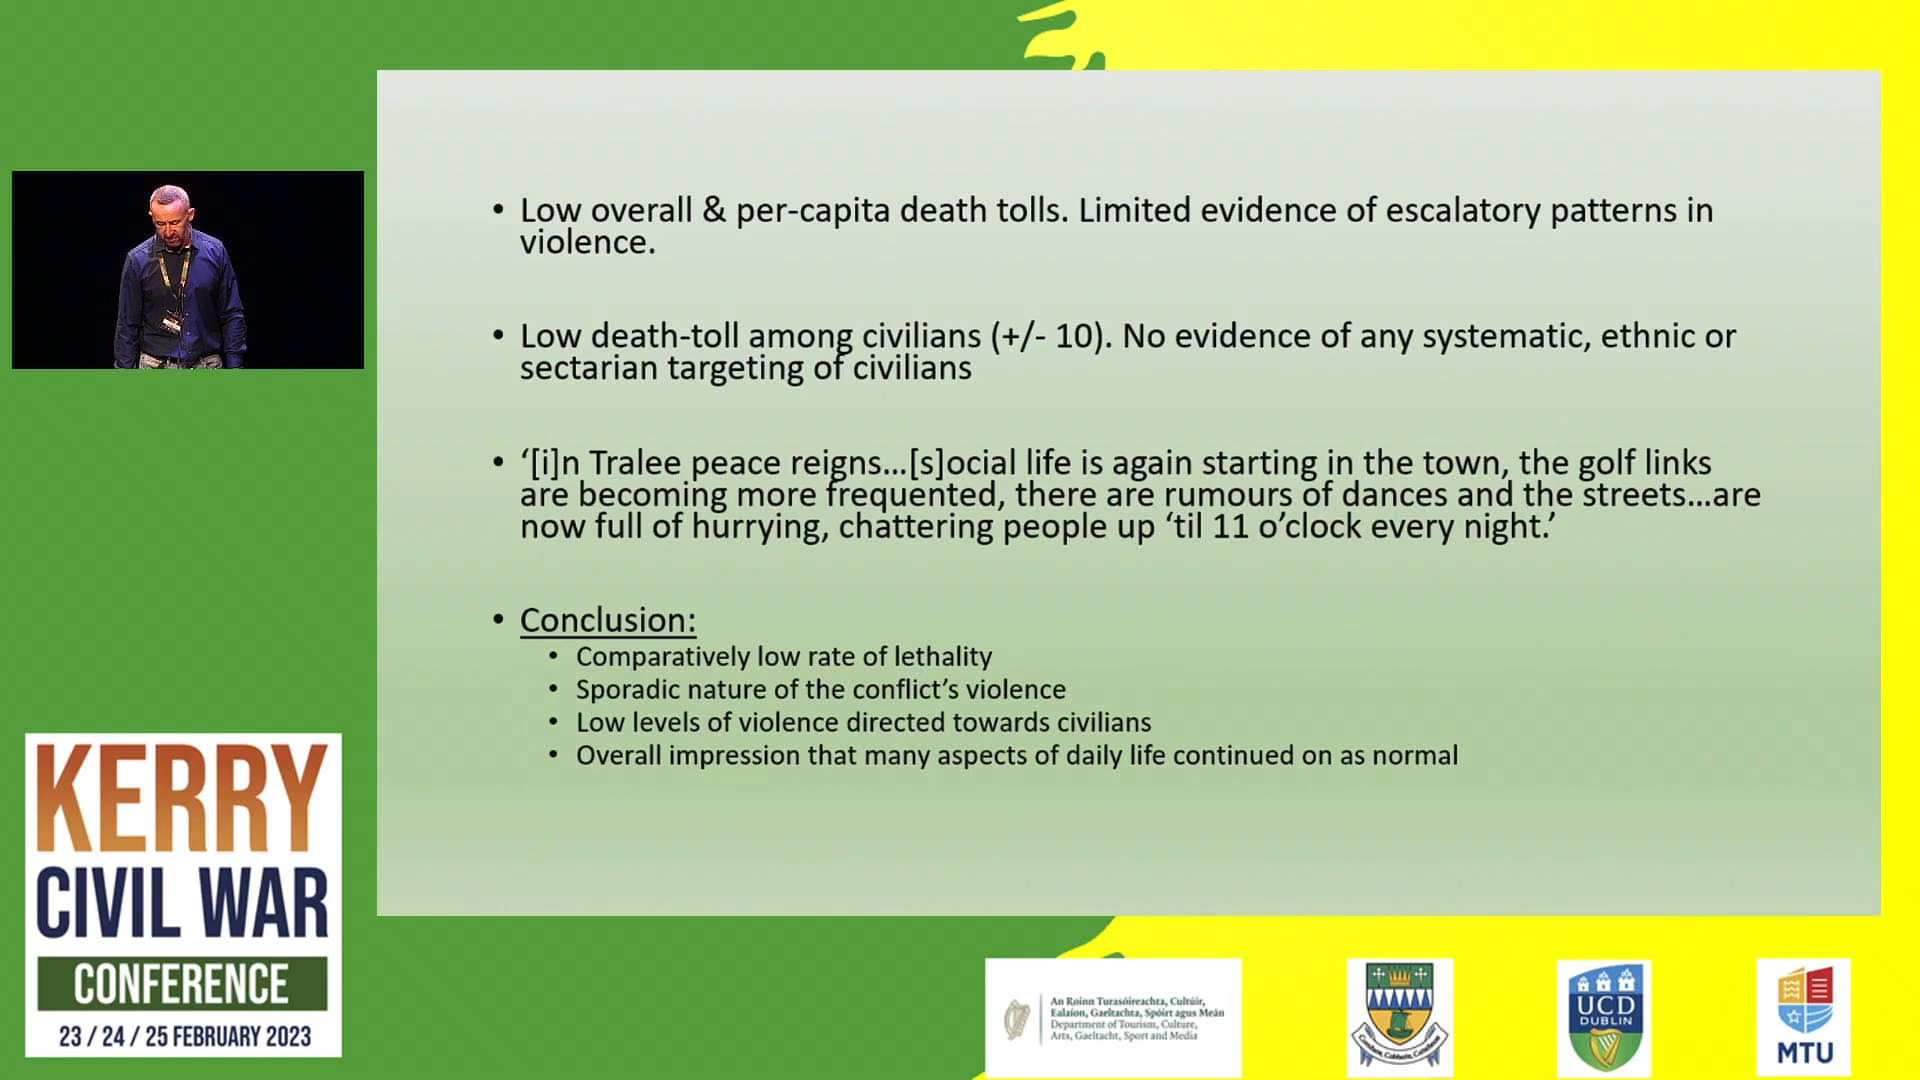 • Low overall & per-capita death tolls. Limited evidence of escalatory patterns in
violence.
• Low death-toll among civilians (+/- 10). No evidence of any systematic, ethnic or
sectarian targeting of civilians
• ‘[i]n Tralee peace reigns…[s]ocial life is again starting in the town, the golf links
are becoming more frequented, there are rumours of dances and the streets…are
now full of hurrying, chattering people up ‘til 11 o’clock every night.’
• Conclusion:
• Comparatively low rate of lethality
• Sporadic nature of the conflict’s violence
• Low levels of violence directed towards civilians
• Overall impression that many aspects of daily life continued on as normal
KERRY
CIVIL WAR
CONFERENCE
23 / 24 / 25 FEBRUARY 2023
An Roinn Turasóireachta, Cultúir,
Ealaíon, Gaeltachta, Spóirt agus Meán
Department of Tourism, Culture,
Arts, Gaeltacht, Sport and Media
UCD
DUBLIN
MTU